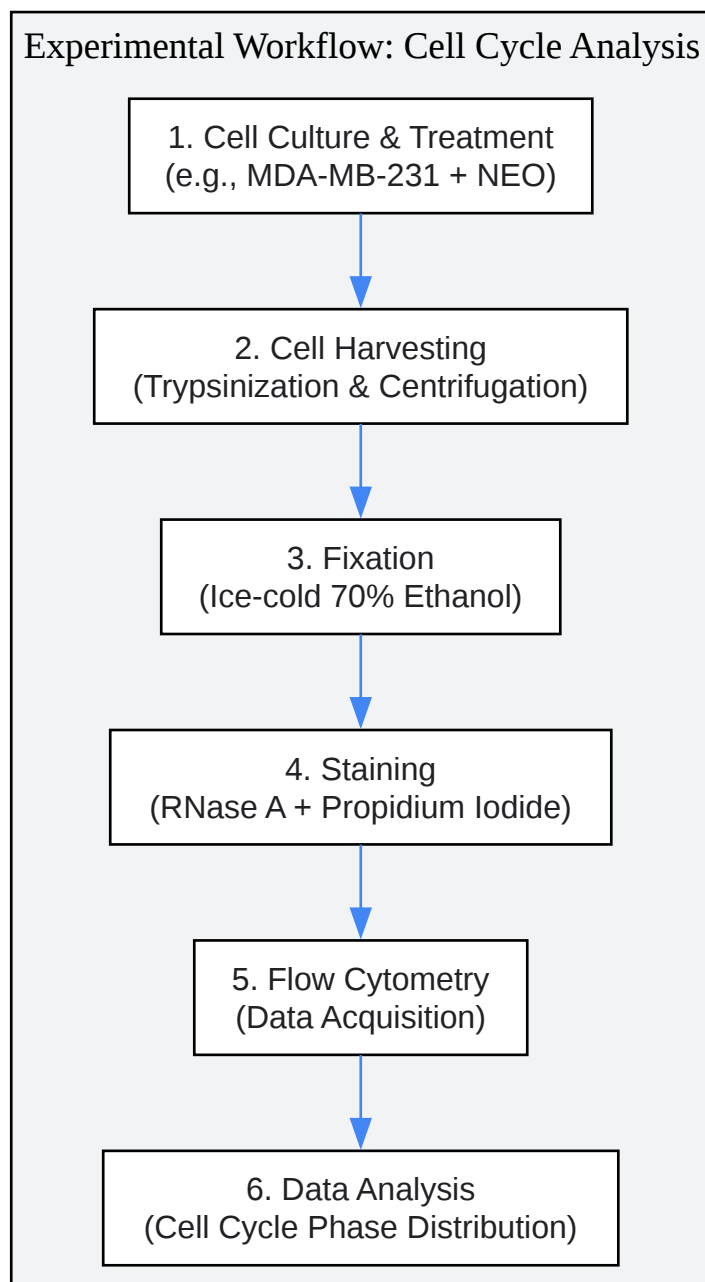 Experimental Workflow: Cell Cycle Analysis
1. Cell Culture & Treatment
(e.g., MDA-MB-231 + NEO)
2. Cell Harvesting
(Trypsinization & Centrifugation)
3. Fixation
(Ice-cold 70% Ethanol)
4. Staining
(RNase A + Propidium Iodide)
5. Flow Cytometry
(Data Acquisition)
6. Data Analysis
(Cell Cycle Phase Distribution)